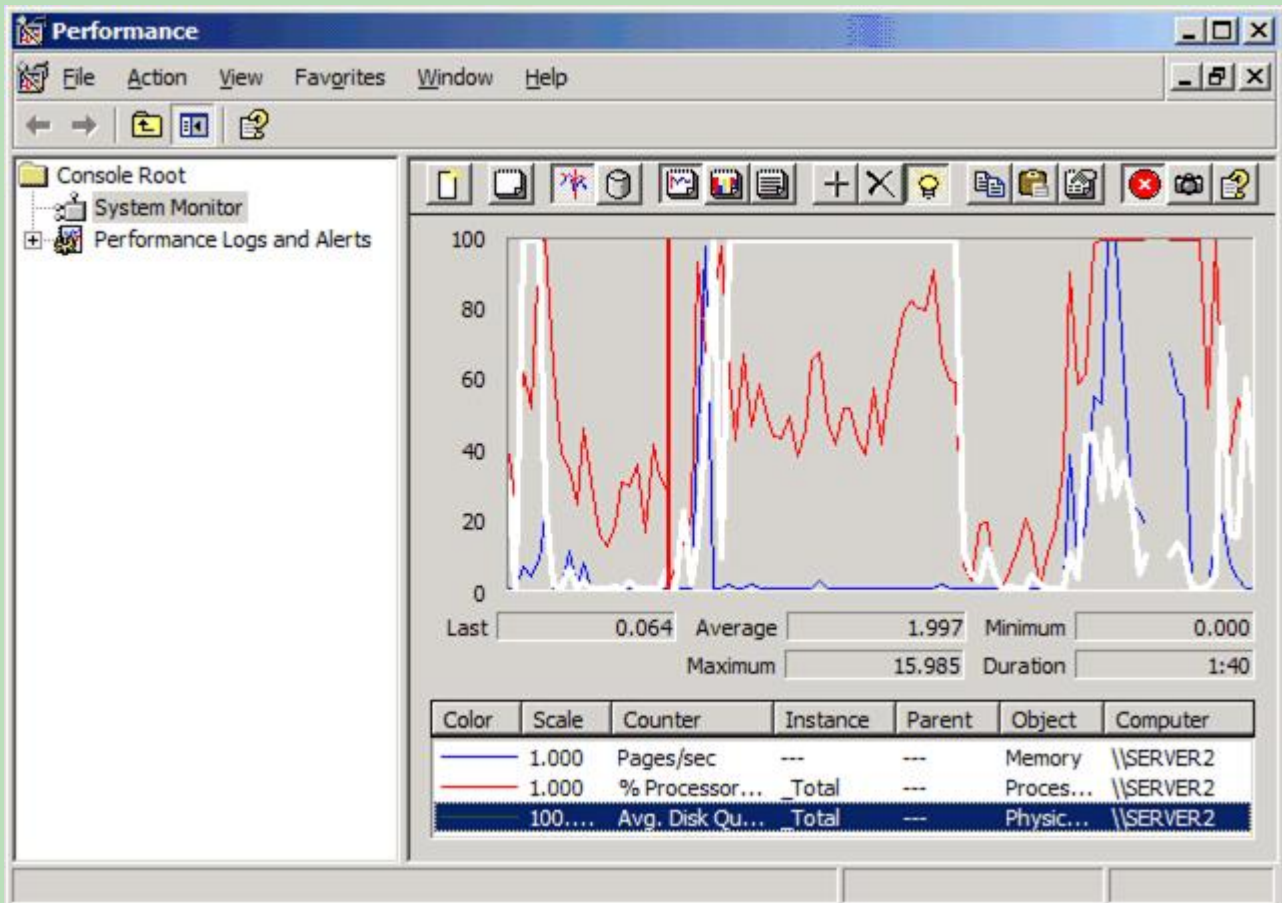 Performance
File Action View Favorites Window Help
Console Root
System Monitor
Performance Logs and Alerts
100
80
60
40
20
0
Last 0.064 Average 1.997 Minimum 0.000
Maximum 15.985 Duration 1:40
Color Scale Counter Instance Parent Object Computer
1.000 Pages/sec --- --- Memory \\SERVER2
1.000 % Processor... _Total --- Proces... \\SERVER2
100.... Avg. Disk Qu... _Total --- Physic... \\SERVER2